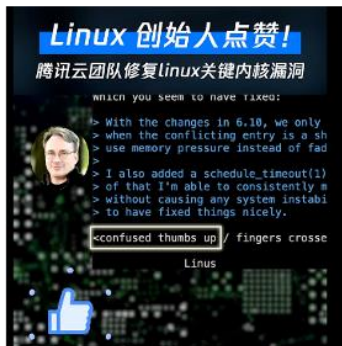 Linux 创始人点赞!
腾讯云团队修复linux关键内核漏洞
Which you seem to have fixed:
> With the changes in 6.10, we only
> when the conflicting entry is a sh
> use memory pressure instead of fad
>
> I also added a schedule_timeout(1)
> of that I'm able to consistently m
> without causing any system instabi
> to have fixed things nicely.
<confused thumbs up / fingers crosse
Linus